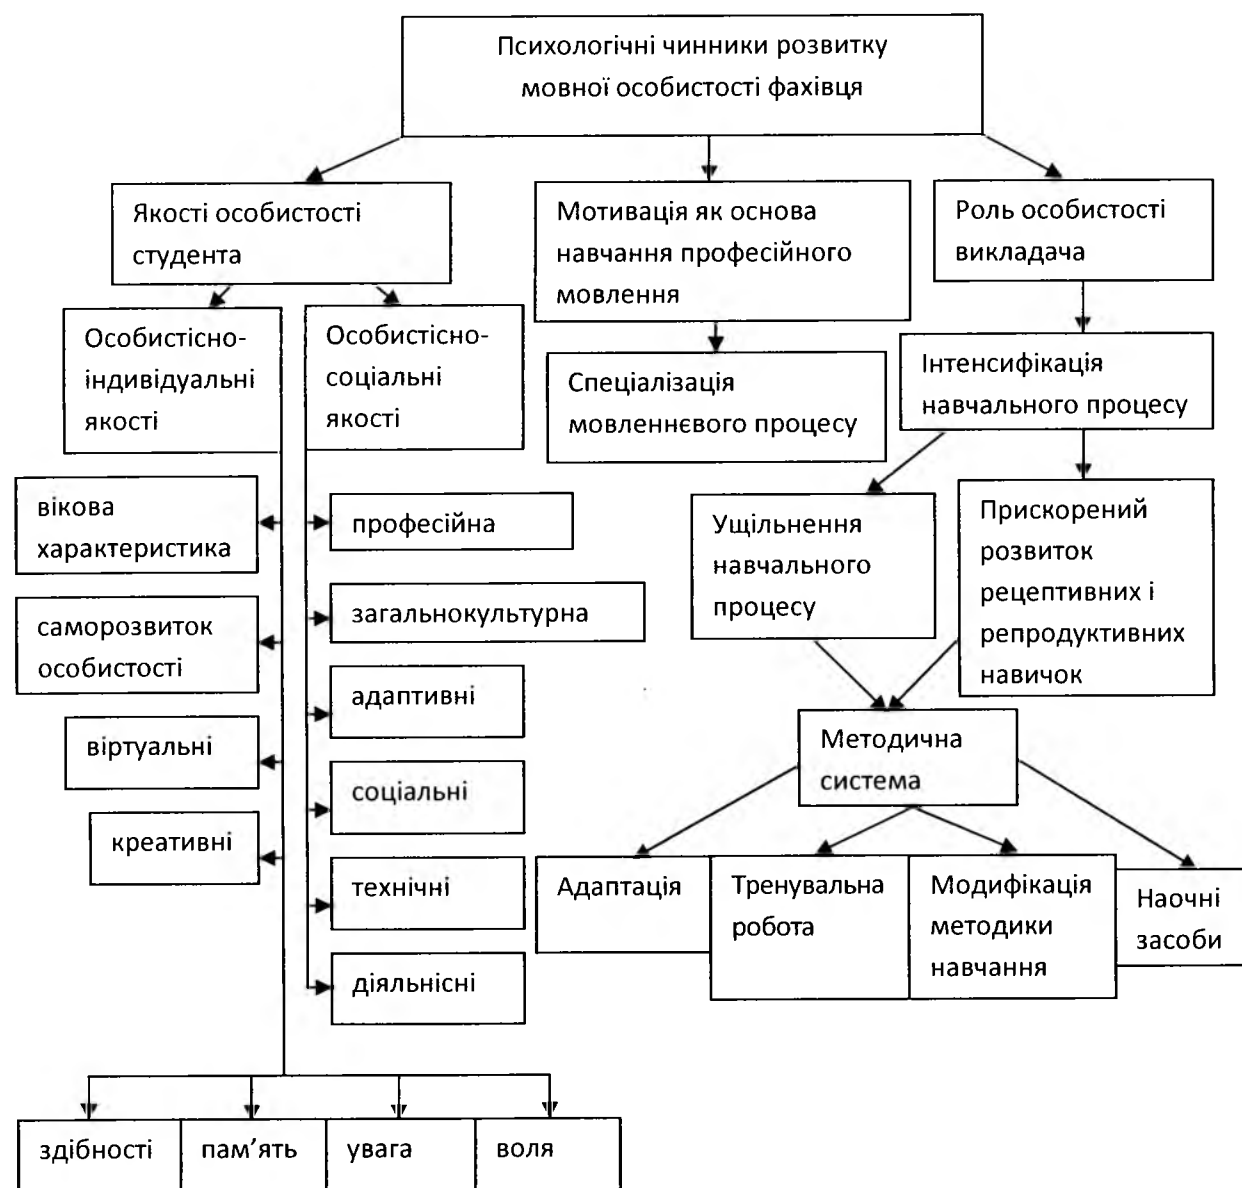 Психологічні чинники розвитку
мовної особистості фахівця
Якості особистості
студента
Мотивація як основа
навчання професійного
мовлення
Роль особистості
викладача
Особистісно-
індивідуальні
якості
Особистісно-
соціальні
якості
Спеціалізація
мовленнєвого процесу
Інтенсифікація
навчального процесу
вікова
характеристика
саморозвиток
особистості
віртуальні
креативні
професійна
загальнокультурна
адаптивні
соціальні
технічні
діяльнісні
Ущільнення
навчального
процесу
Прискорений
розвиток
рецептивних і
репродуктивних
навичок
Методична
система
Адаптація
Тренувальна
робота
Модифікація
методики
навчання
Наочні
засоби
здібності
пам’ять
увага
воля